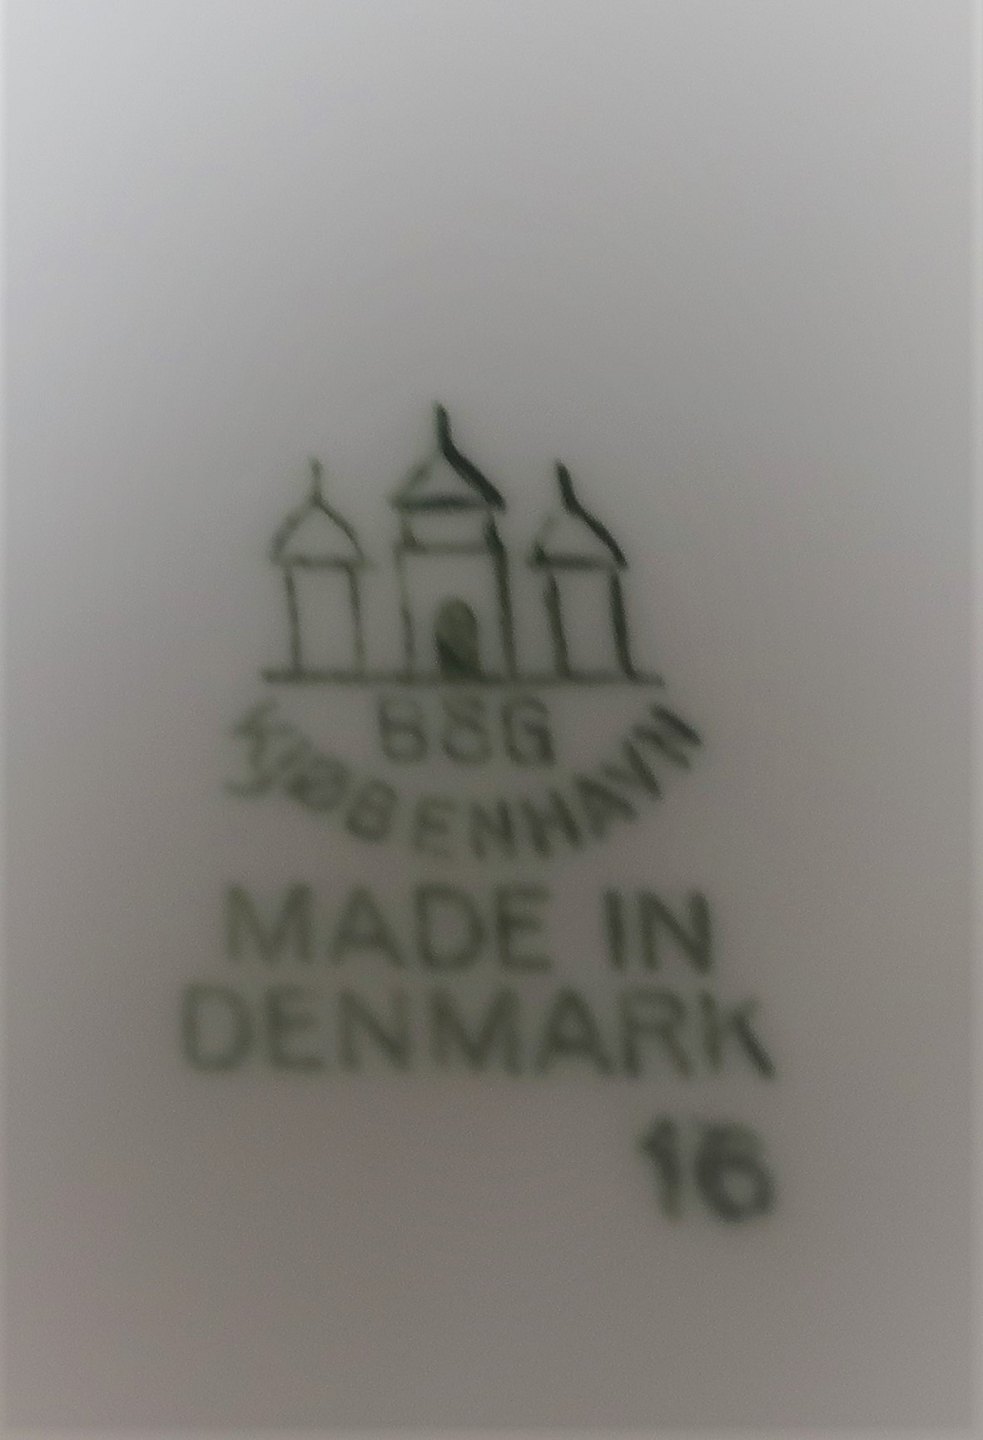 B&G
KJØBENHAVN
MADE IN
DENMARK
16